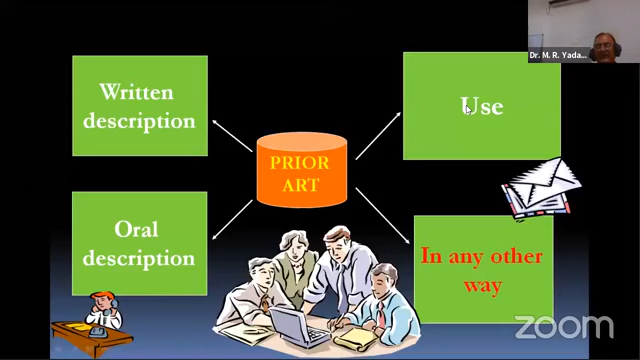 Dr. M. R. Yada...
Written
description
Use
PRIOR
ART
Oral
description
In any other
way
zoom